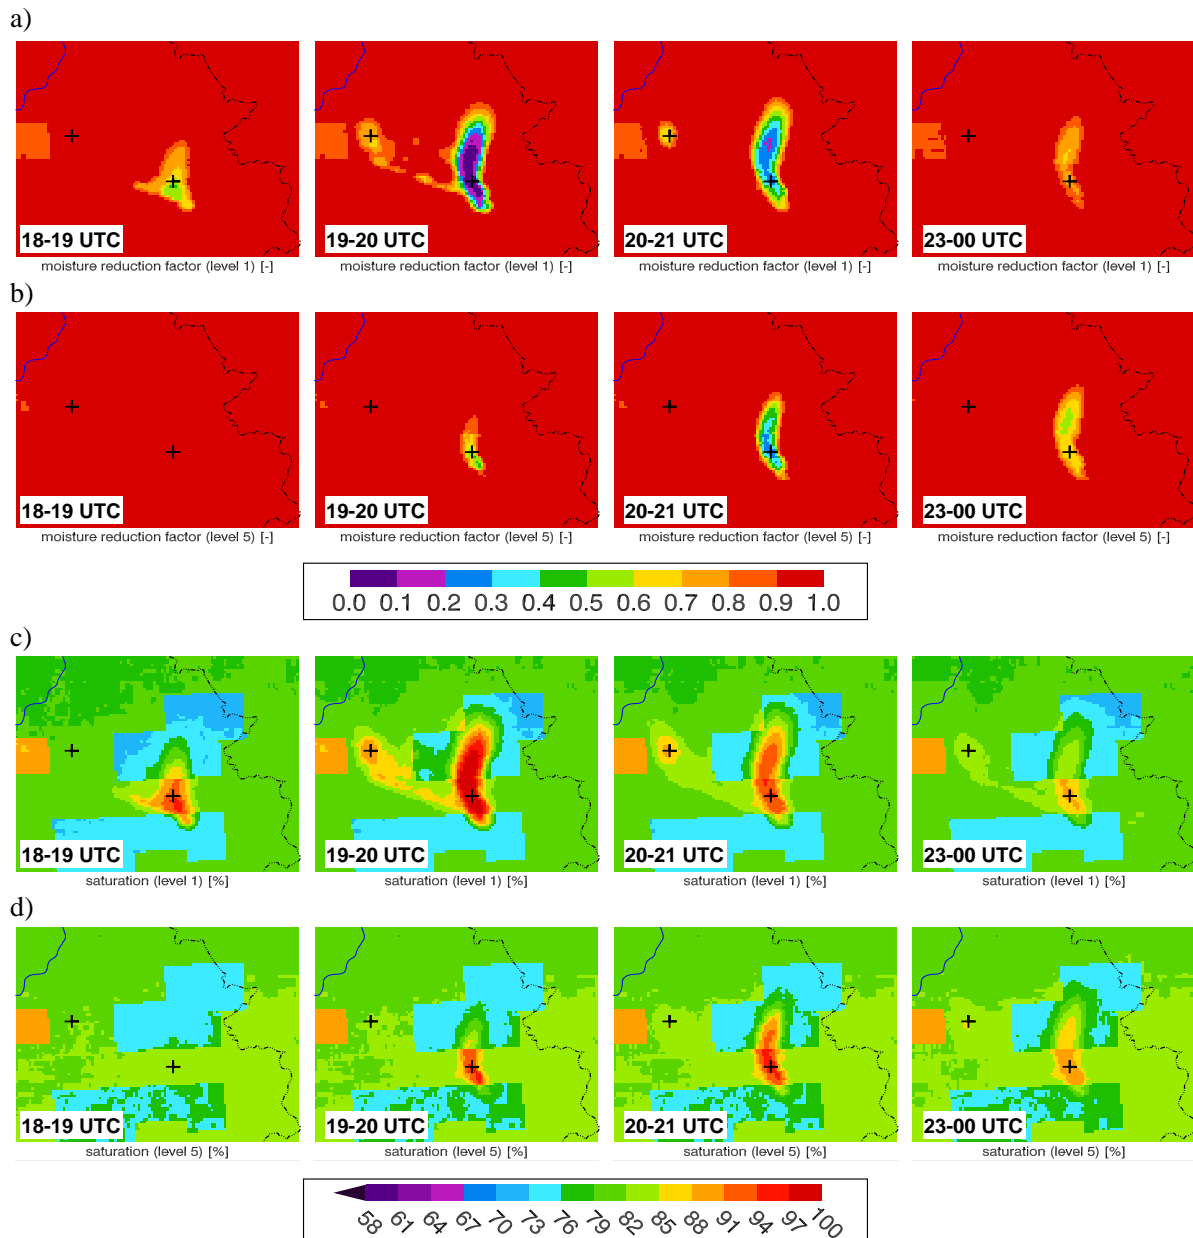 a)
18-19 UTC 19-20 UTC 20-21 UTC 23-00 UTC
moisture reduction factor (level 1) [-] moisture reduction factor (level 1) [-] moisture reduction factor (level 1) [-] moisture reduction factor (level 1) [-]
b)
18-19 UTC 19-20 UTC 20-21 UTC 23-00 UTC
moisture reduction factor (level 5) [-] moisture reduction factor (level 5) [-] moisture reduction factor (level 5) [-] moisture reduction factor (level 5) [-]
0.0 0.1 0.2 0.3 0.4 0.5 0.6 0.7 0.8 0.9 1.0
c)
18-19 UTC 19-20 UTC 20-21 UTC 23-00 UTC
saturation (level 1) [%] saturation (level 1) [%] saturation (level 1) [%] saturation (level 1) [%]
d)
18-19 UTC 19-20 UTC 20-21 UTC 23-00 UTC
saturation (level 5) [%] saturation (level 5) [%] saturation (level 5) [%] saturation (level 5) [%]
58 61 64 67 70 73 76 79 82 85 88 91 94 97 100